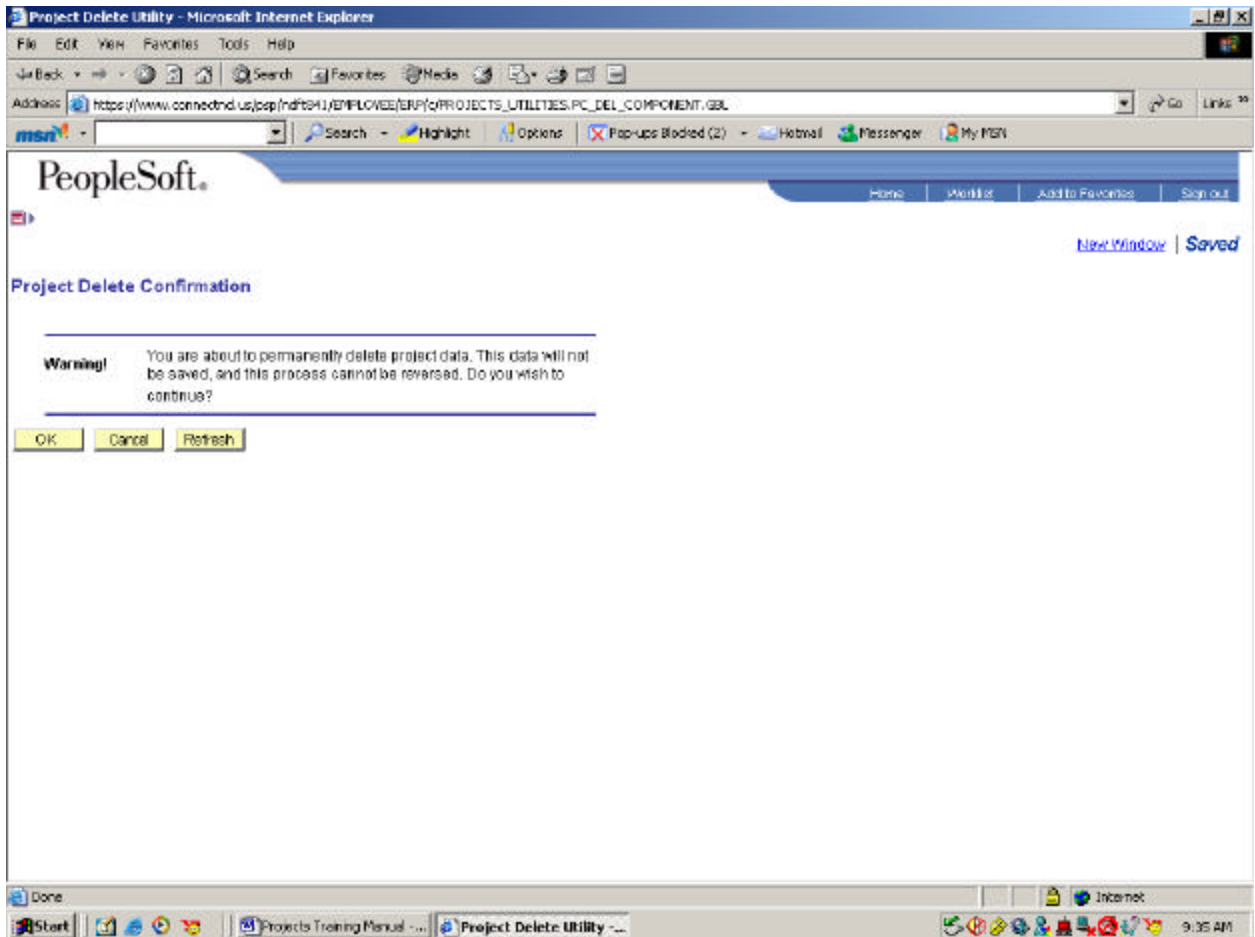 Project Delete Utility - Microsoft Internet Explorer
File Edit View Favorites Tools Help
Back Search Favorites Media
Address https://www.connectnd.us/psp/ndft841/EMPLOYEE/ERP/c/PROJECTS_UTILITIES.PC_DEL_COMPONENT.GBL Go Links »
msn Search Highlight Options Pop-ups Blocked (2) Hotmail Messenger My MSN
PeopleSoft.
Home Worklist Add to Favorites Sign out
New Window | Saved
Project Delete Confirmation
Warning! You are about to permanently delete project data. This data will not
be saved, and this process cannot be reversed. Do you wish to
continue?
OK Cancel Refresh
Done Internet
Start Projects Training Manual -... Project Delete Utility -... 9:35 AM